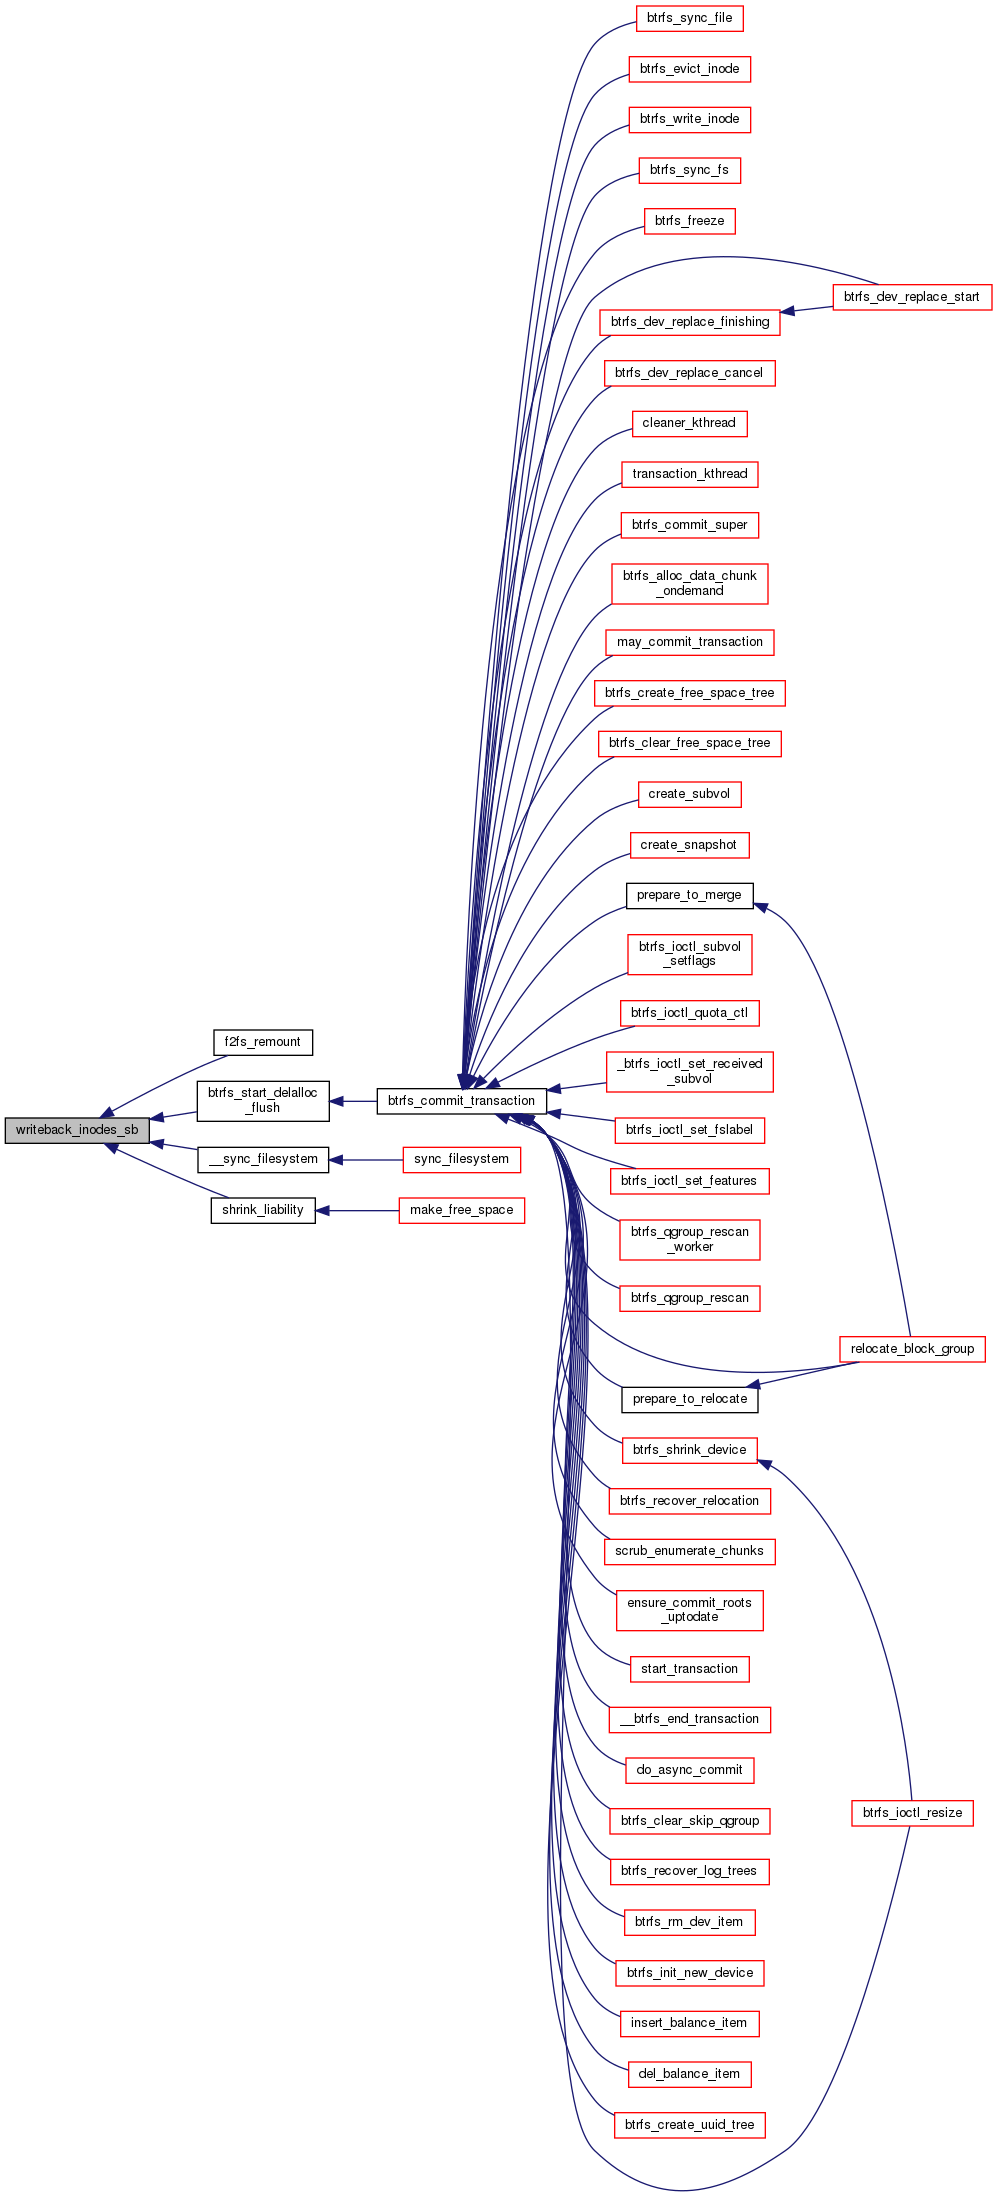 btrfs_sync_file
btrfs_evict_inode
btrfs_write_inode
btrfs_sync_fs
btrfs_freeze
btrfs_dev_replace_start
btrfs_dev_replace_finishing
btrfs_dev_replace_cancel
cleaner_kthread
transaction_kthread
btrfs_commit_super
btrfs_alloc_data_chunk
_ondemand
may_commit_transaction
btrfs_create_free_space_tree
btrfs_clear_free_space_tree
create_subvol
create_snapshot
prepare_to_merge
btrfs_ioctl_subvol
_setflags
btrfs_ioctl_quota_ctl
f2fs_remount
_btrfs_ioctl_set_received
_subvol
btrfs_start_delalloc
_flush
btrfs_commit_transaction
writeback_inodes_sb
btrfs_ioctl_set_fslabel
__sync_filesystem
sync_filesystem
btrfs_ioctl_set_features
shrink_liability
make_free_space
btrfs_qgroup_rescan
_worker
btrfs_qgroup_rescan
relocate_block_group
prepare_to_relocate
btrfs_shrink_device
btrfs_recover_relocation
scrub_enumerate_chunks
ensure_commit_roots
_uptodate
start_transaction
__btrfs_end_transaction
do_async_commit
btrfs_ioctl_resize
btrfs_clear_skip_qgroup
btrfs_recover_log_trees
btrfs_rm_dev_item
btrfs_init_new_device
insert_balance_item
del_balance_item
btrfs_create_uuid_tree